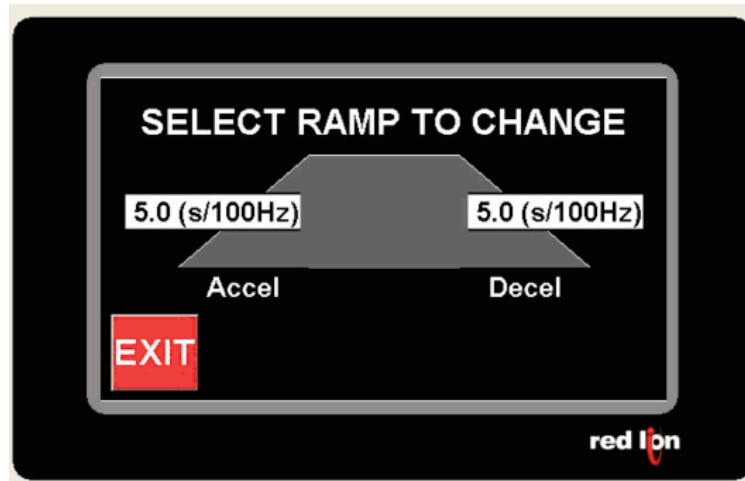 SELECT RAMP TO CHANGE
5.0 (s/100Hz) 5.0 (s/100Hz)
Accel Decel
EXIT
red lion